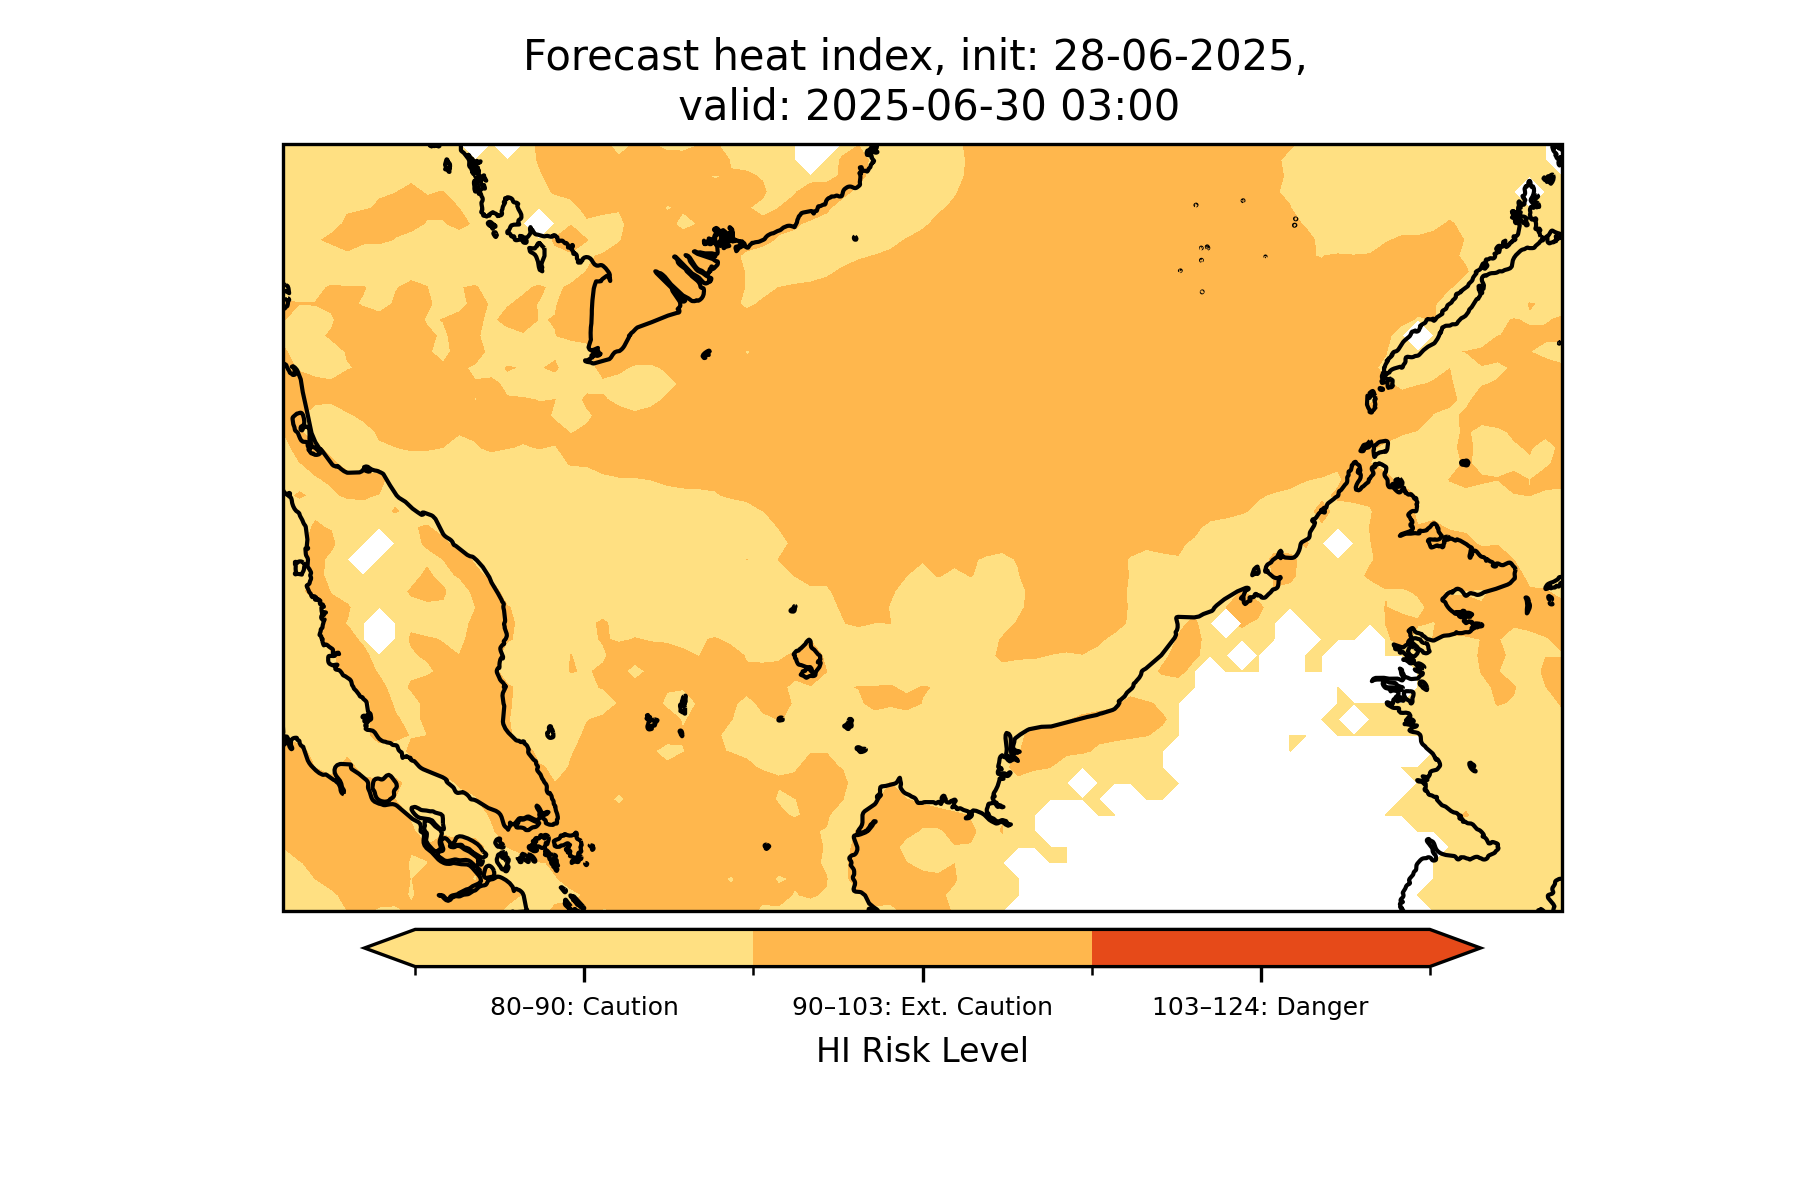 Forecast heat index, init: 28-06-2025,
valid: 2025-06-30 03:00
80–90: Caution
90–103: Ext. Caution
103–124: Danger
HI Risk Level